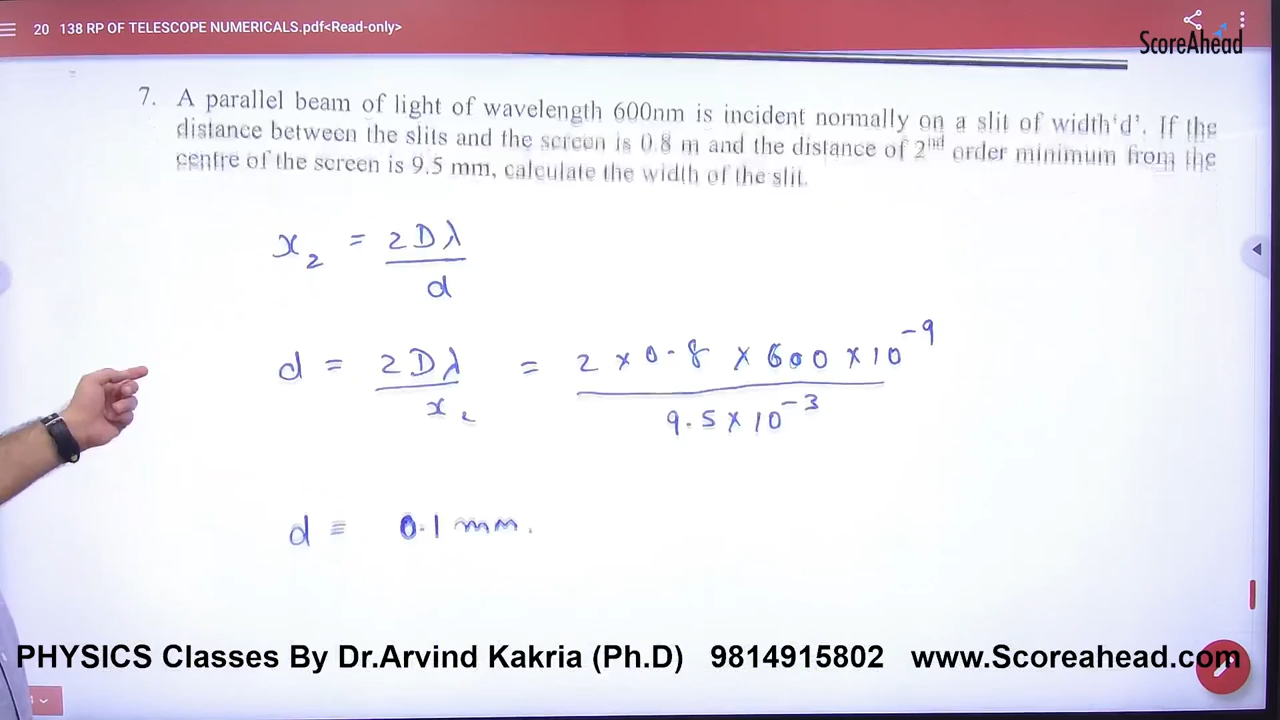 20 138 RP OF TELESCOPE NUMERICALS.pdf<Read-only>
ScoreAhead
7. A parallel beam of light of wavelength 600nm is incident normally on a slit of width'd'. If the
distance between the slits and the screen is 0.8 m and the distance of 2nd order minimum from the
centre of the screen is 9.5 mm, calculate the width of the slit.
x₂ = 2Dλ
d
d = 2Dλ = 2 × 0.8 × 600 × 10⁻⁹
x₂ 9.5 × 10⁻³
d = 0.1 mm.
PHYSICS Classes By Dr.Arvind Kakria (Ph.D) 9814915802 www.Scoreahead.com